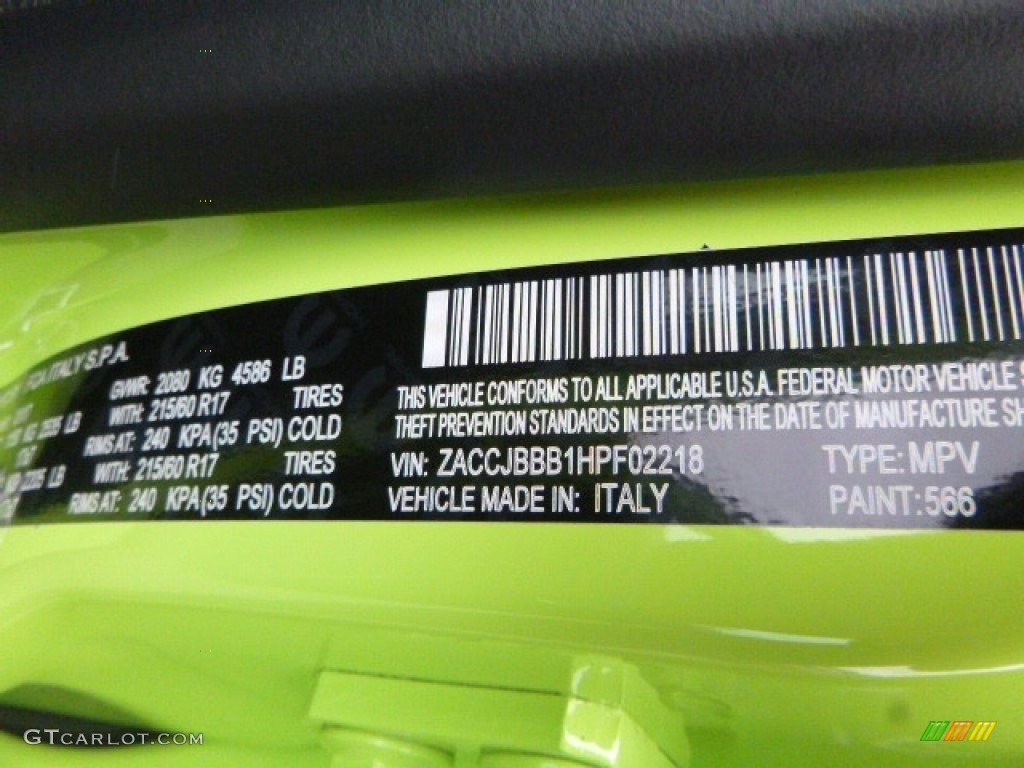 FCA ITALY S.P.A.
GVWR: 2080 KG 4586 LB
WITH: 215/60 R17 TIRES
RIMS AT: 240 KPA(35 PSI) COLD
WITH: 215/60 R17 TIRES
RIMS AT: 240 KPA(35 PSI) COLD
LB
LB
THIS VEHICLE CONFORMS TO ALL APPLICABLE U.S.A. FEDERAL MOTOR VEHICLE
THEFT PREVENTION STANDARDS IN EFFECT ON THE DATE OF MANUFACTURE
VIN: ZACCJBBB1HPF02218 TYPE: MPV
VEHICLE MADE IN: ITALY PAINT:566
GTCARLOT.COM